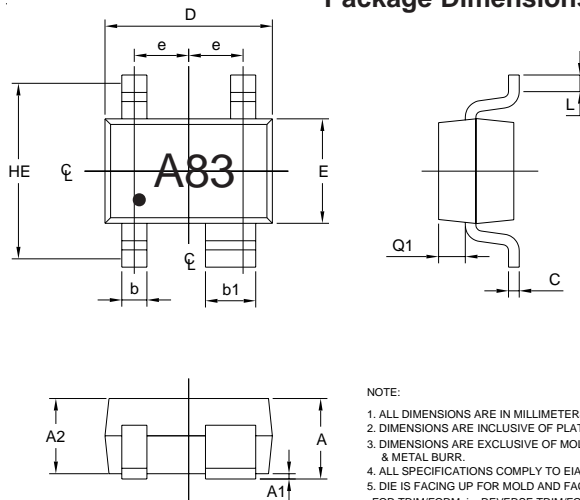 Package Dimensions
D
e e
L
HE
C
L
A83
E
Q1
C
L
C
b
b1
A2
A
A1
NOTE:
1. ALL DIMENSIONS ARE IN MILLIMETER
2. DIMENSIONS ARE INCLUSIVE OF PLAT
3. DIMENSIONS ARE EXCLUSIVE OF MOL
& METAL BURR.
4. ALL SPECIFICATIONS COMPLY TO EIA
5. DIE IS FACING UP FOR MOLD AND FAC